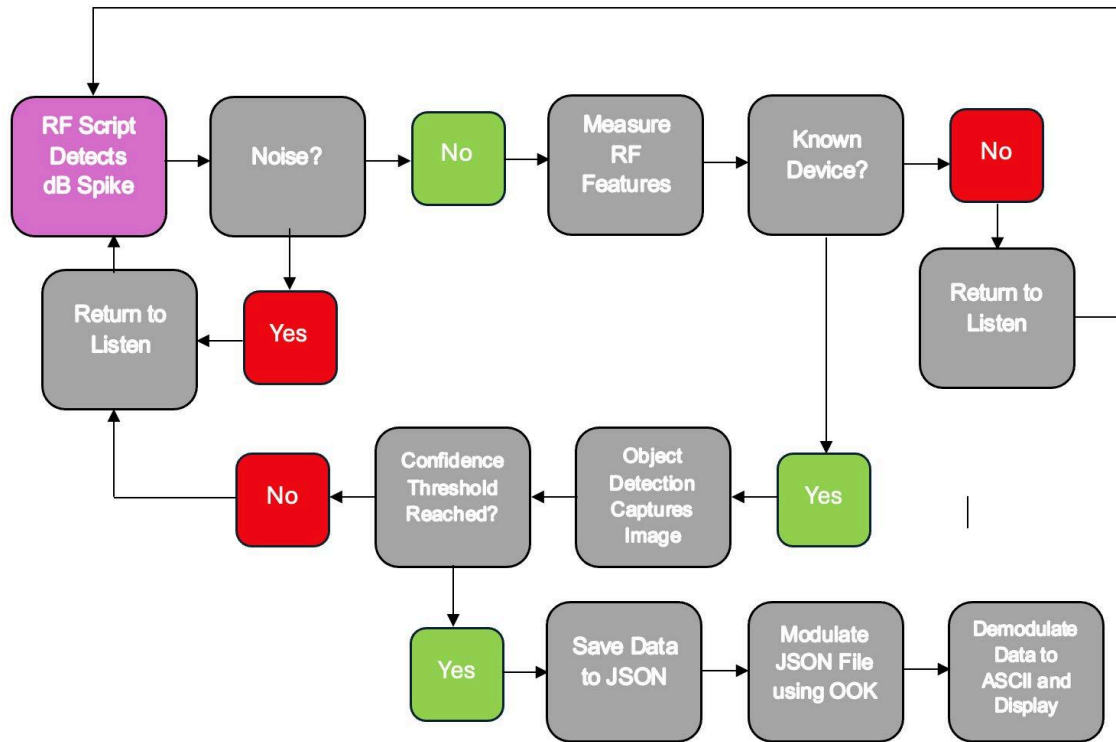 RF Script
Detects
dB Spike
Noise?
No
Measure
RF
Features
Known
Device?
No
Return to
Listen
Yes
Return to
Listen
No
Confidence
Threshold
Reached?
Object
Detection
Captures
Image
Yes
Yes
Save Data
to JSON
Modulate
JSON File
using OOK
Demodulate
Data to
ASCII and
Display